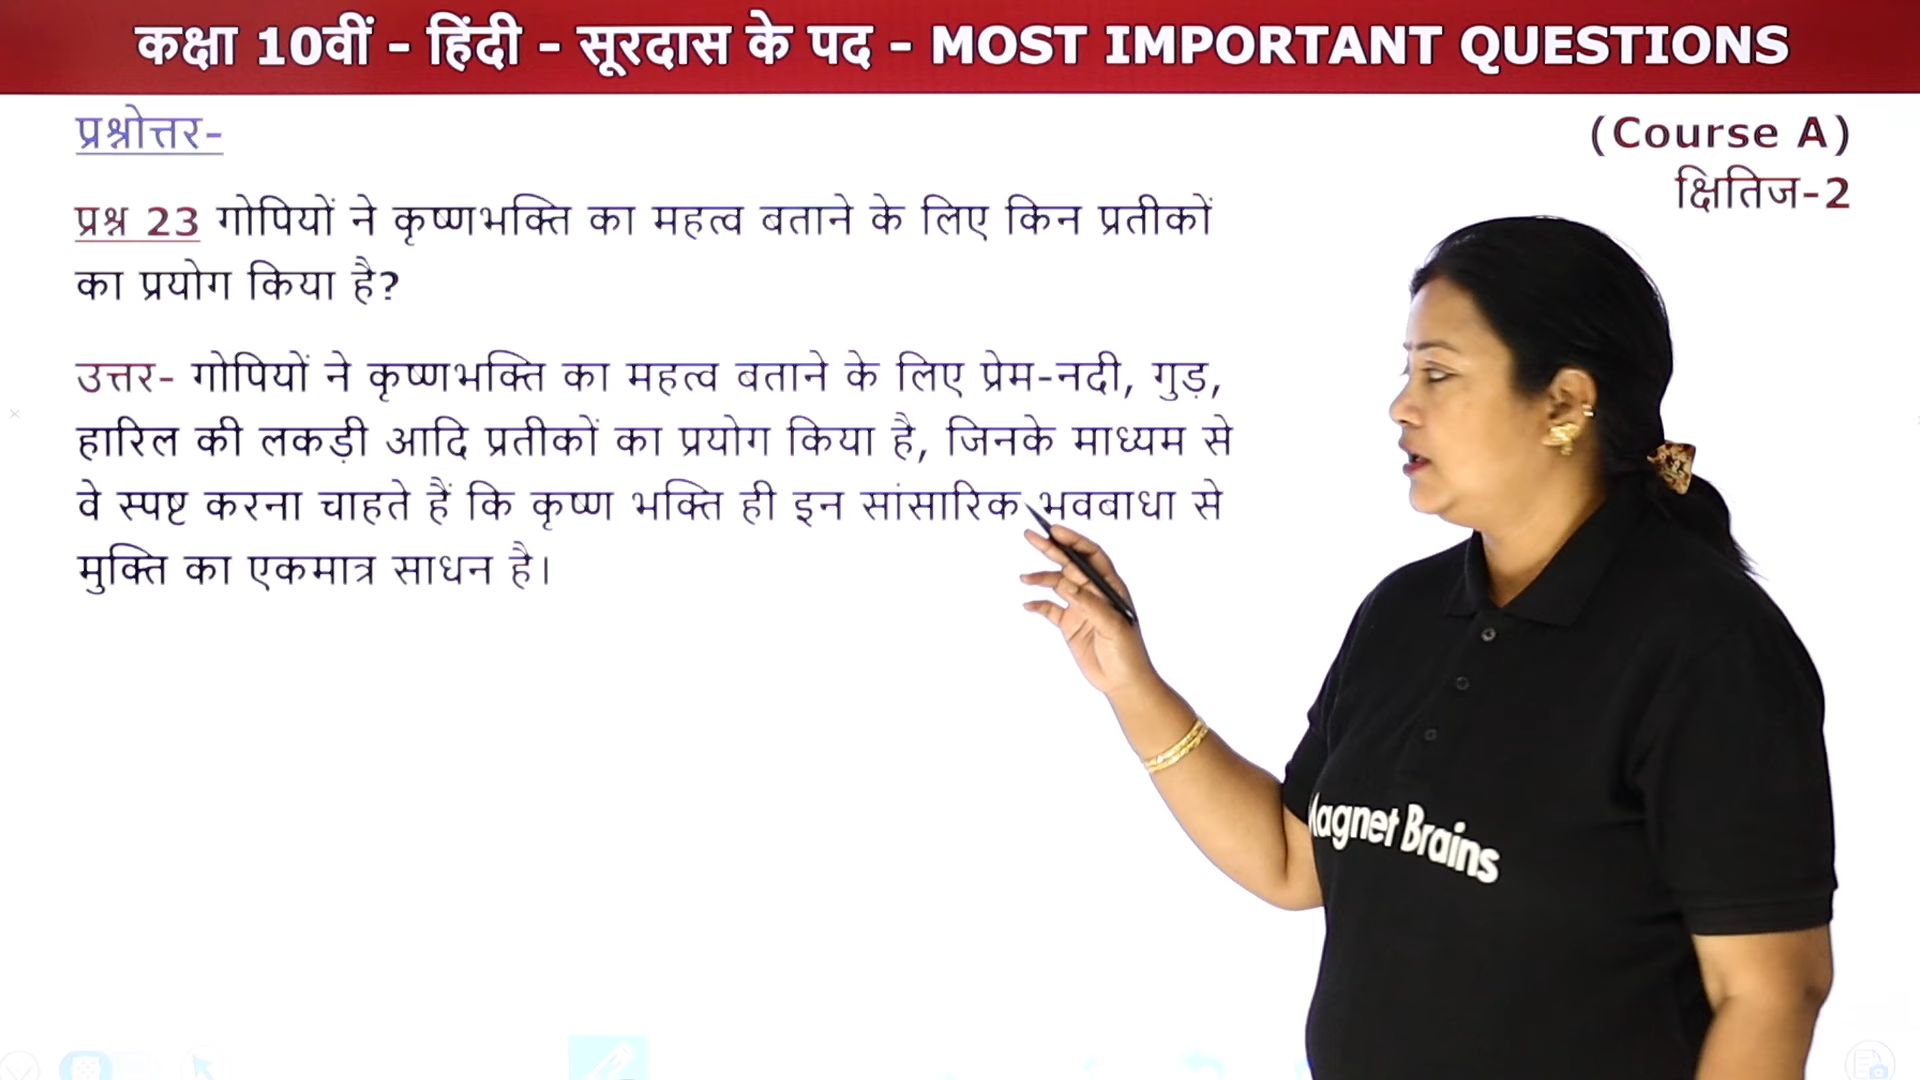 कक्षा 10वीं - हिंदी - सूरदास के पद - MOST IMPORTANT QUESTIONS
प्रश्नोत्तर-
(Course A)
क्षितिज-2
प्रश्न 23 गोपियों ने कृष्णभक्ति का महत्व बताने के लिए किन प्रतीकों
का प्रयोग किया है?
उत्तर- गोपियों ने कृष्णभक्ति का महत्व बताने के लिए प्रेम-नदी, गुड़,
हारिल की लकड़ी आदि प्रतीकों का प्रयोग किया है, जिनके माध्यम से
वे स्पष्ट करना चाहते हैं कि कृष्ण भक्ति ही इन सांसारिक भवबाधा से
मुक्ति का एकमात्र साधन है।
Magnet Brains